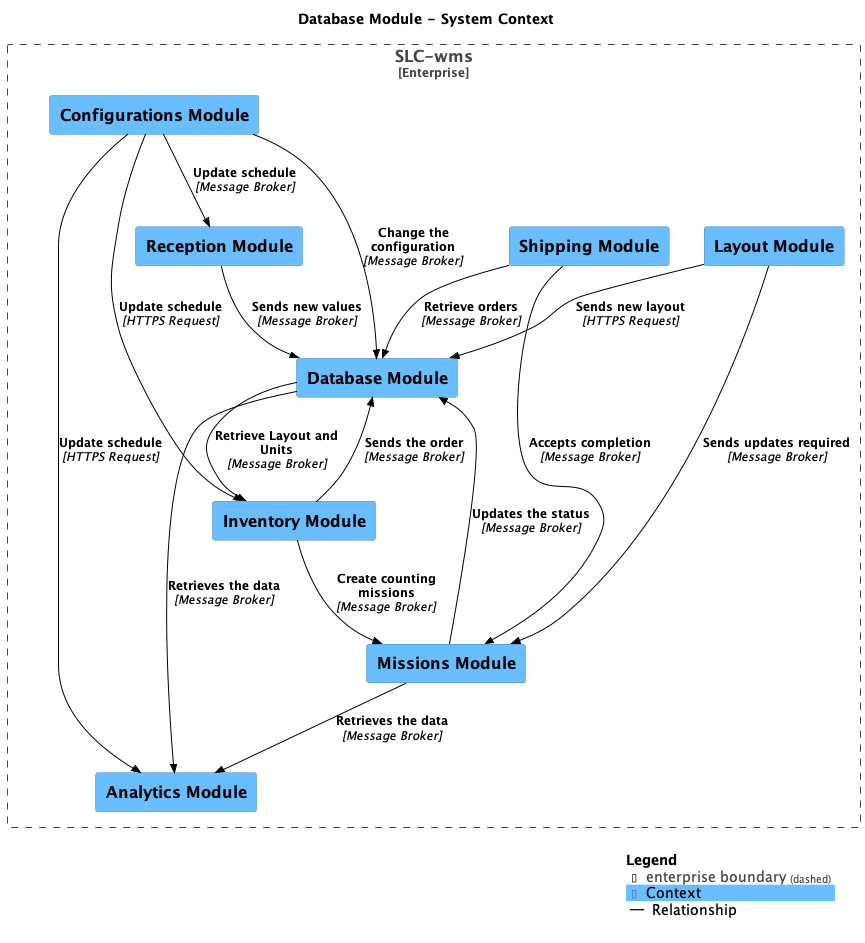 Database Module – System Context
SLC-wms
[Enterprise]
Configurations Module
Update schedule
[Message Broker]
Reception Module
Change the
configuration
[Message Broker]
Shipping Module
Layout Module
Update schedule
[HTTPS Request]
Sends new values
[Message Broker]
Retrieve orders
[Message Broker]
Sends new layout
[HTTPS Request]
Database Module
Update schedule
[HTTPS Request]
Retrieve Layout and
Units
[Message Broker]
Sends the order
[Message Broker]
Accepts completion
[Message Broker]
Sends updates required
[Message Broker]
Inventory Module
Updates the status
[Message Broker]
Retrieves the data
[Message Broker]
Create counting
missions
[Message Broker]
Missions Module
Retrieves the data
[Message Broker]
Analytics Module
Legend
enterprise boundary (dashed)
Context
Relationship